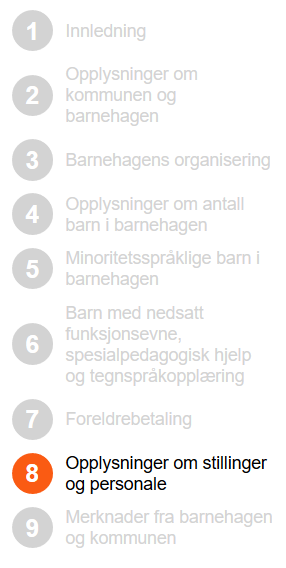 1 Innledning
2 Opplysninger om
kommunen og
barnehagen
3 Barnehagens organisering
4 Opplysninger om antall
barn i barnehagen
5 Minoritetsspråklige barn i
barnehagen
6 Barn med nedsatt
funksjonsevne,
spesialpedagogisk hjelp
og tegnspråkopplæring
7 Foreldrebetaling
8 Opplysninger om stillinger
og personale
9 Merknader fra barnehagen
og kommunen